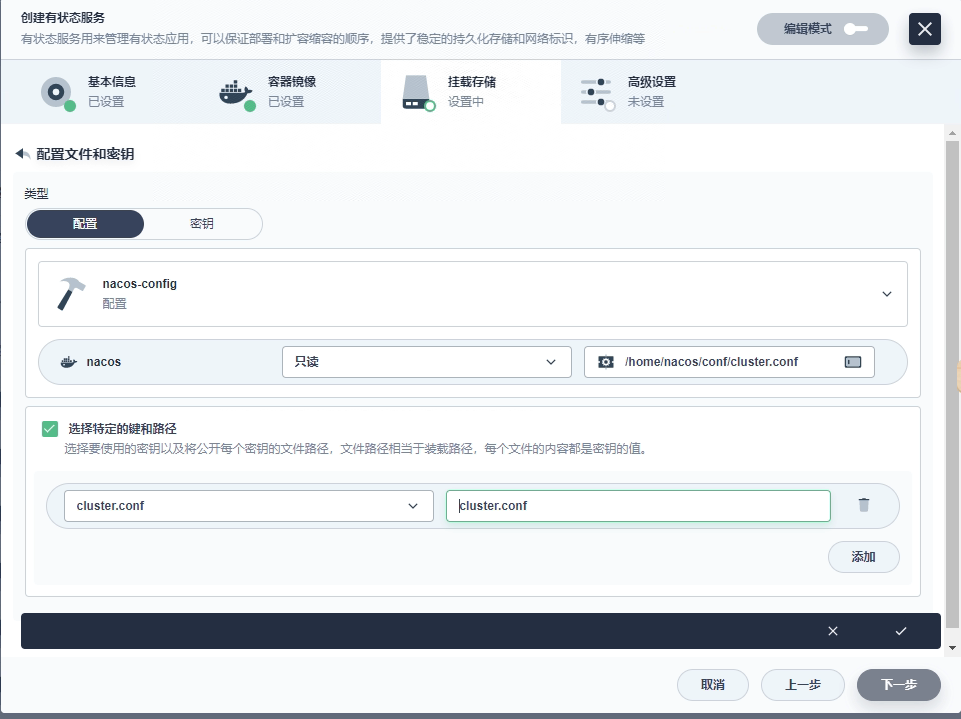 创建有状态服务
有状态服务用来管理有状态应用，可以保证部署和扩容缩容的顺序，提供了稳定的持久化存储和网络标识，有序伸缩等
编辑模式
基本信息
已设置
容器镜像
已设置
挂载存储
设置中
高级设置
未设置
配置文件和密钥
类型
配置
密钥
nacos-config
配置
nacos
只读
/home/nacos/conf/cluster.conf
选择特定的键和路径
选择要使用的密钥以及将公开每个密钥的文件路径，文件路径相当于装载路径，每个文件的内容都是密钥的值。
cluster.conf
cluster.conf
添加
取消
上一步
下一步